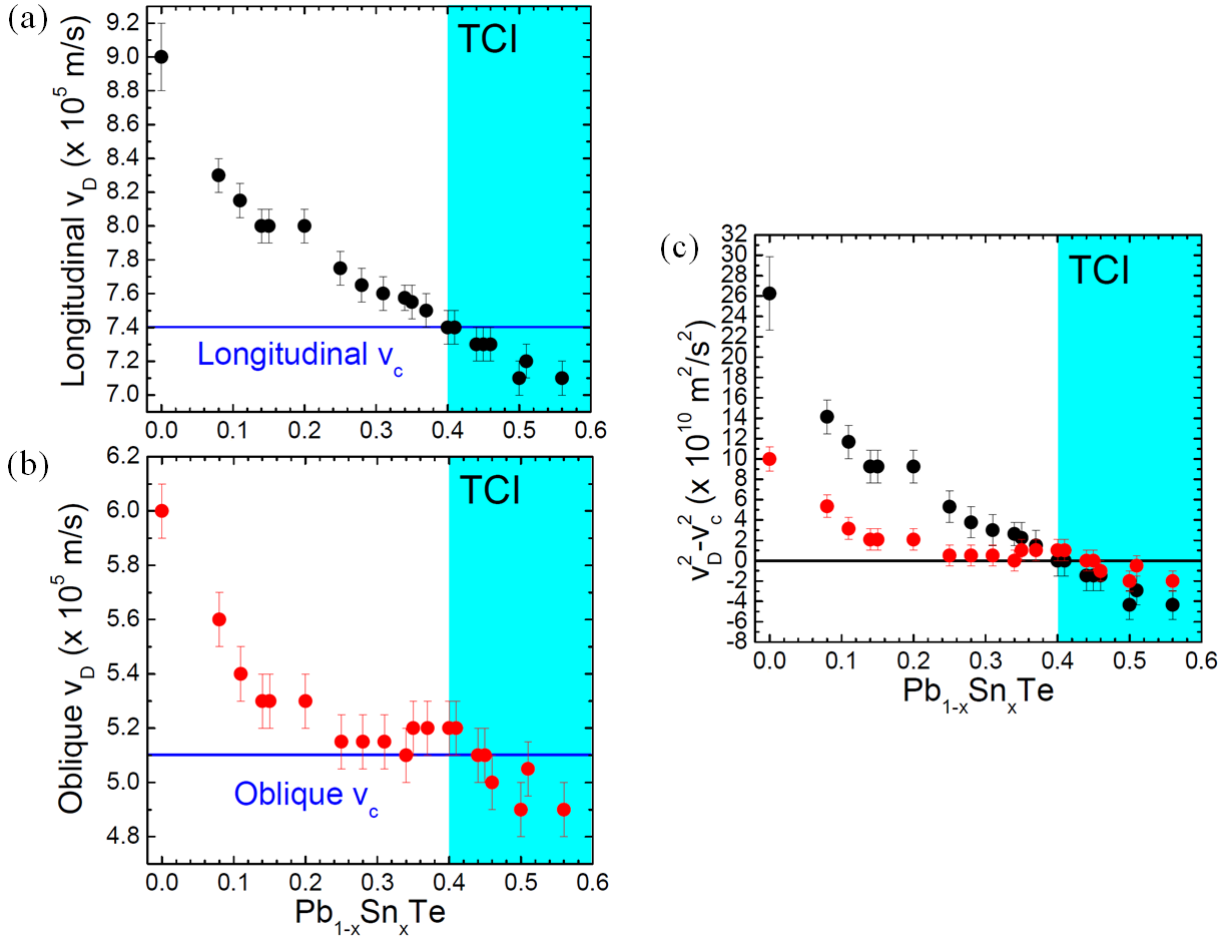 (a)
Longitudinal v_D (x 10^5 m/s)
9.2
9.0
8.8
8.6
8.4
8.2
8.0
7.8
7.6
7.4
7.2
7.0
TCI
Longitudinal v_c
0.0 0.1 0.2 0.3 0.4 0.5 0.6
(b)
Oblique v_D (x 10^5 m/s)
6.2
6.0
5.8
5.6
5.4
5.2
5.0
4.8
TCI
Oblique v_c
0.0 0.1 0.2 0.3 0.4 0.5 0.6
Pb_{1-x}Sn_xTe
(c)
v_D^2-v_c^2 (x 10^10 m^2/s^2)
32
30
28
26
24
22
20
18
16
14
12
10
8
6
4
2
0
-2
-4
-6
-8
TCI
0.0 0.1 0.2 0.3 0.4 0.5 0.6
Pb_{1-x}Sn_xTe